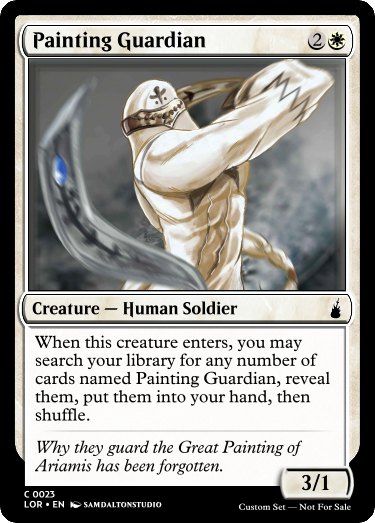 Painting Guardian 2
Creature — Human Soldier
When this creature enters, you may
search your library for any number of
cards named Painting Guardian, reveal
them, put them into your hand, then
shuffle.
Why they guard the Great Painting of
Ariamis has been forgotten.
3/1
C 0023
LOR • EN SAMDALTONSTUDIO
Custom Set — Not For Sale